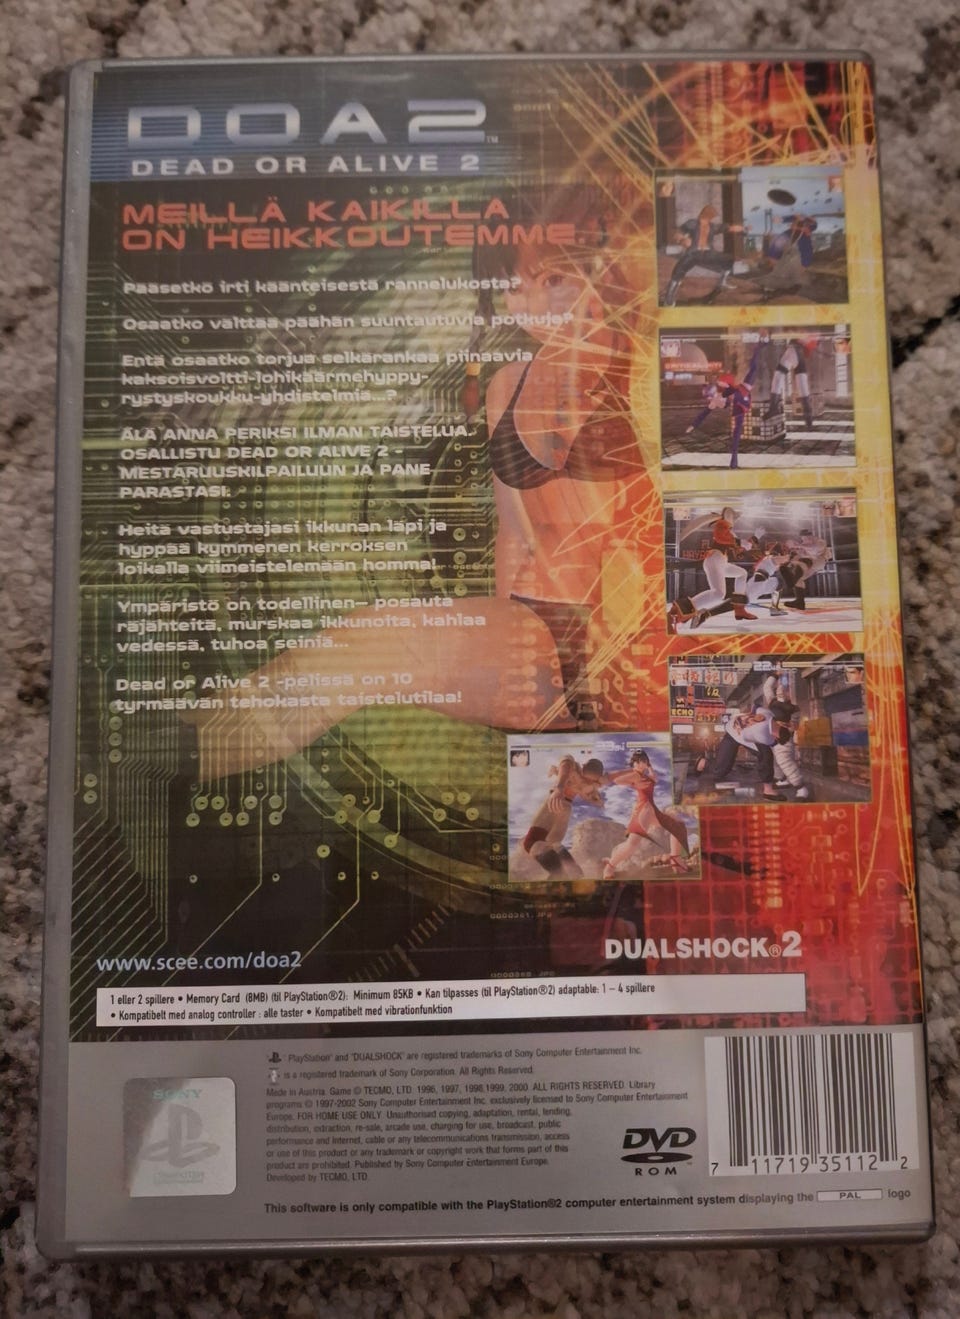 DOA2™
DEAD OR ALIVE 2
MEILLÄ KAIKILLA
ON HEIKKOUTEMME.
Pääsetkö irti käänteisestä rannelukosta?
Osaatko välttää päähän suuntautuvia potkuja?
Entä osaatko torjua selkärankaa piinaavia
kaksoisvoltti-lohikäärmehyppy-
rystyskoukku-yhdistelmiä...?
ÄLÄ ANNA PERIKSI ILMAN TAISTELUA.
OSALLISTU DEAD OR ALIVE 2 -
MESTARUUSKILPAILUUN JA PANE
PARASTASI.
Heitä vastustajasi ikkunan läpi ja
hyppää kymmenen kerroksen
loikalla viimeistelemään homma!
Ympäristö on todellinen– posauta
räjähteitä, murskaa ikkunoita, kahlaa
vedessä, tuhoa seiniä...
Dead or Alive 2 -pelissä on 10
tyrmäävän tehokasta taistelutilaa!
www.scee.com/doa2
DUALSHOCK®2
1 eller 2 spillere • Memory Card (8MB) (til PlayStation®2): Minimum 85KB • Kan tilpasses (til PlayStation®2) adaptable: 1 – 4 spillere
• Kompatibelt med analog controller : alle taster • Kompatibelt med vibrationfunktion
"PlayStation" and "DUALSHOCK" are registered trademarks of Sony Computer Entertainment Inc.
is a registered trademark of Sony Corporation. All Rights Reserved.
Made in Austria. Game © TECMO, LTD. 1996, 1997, 1998,1999, 2000. ALL RIGHTS RESERVED. Library
programs © 1997-2002 Sony Computer Entertainment Inc. exclusively licensed to Sony Computer Entertainment
Europe. FOR HOME USE ONLY. Unauthorised copying, adaptation, rental, lending,
distribution, extraction, re-sale, arcade use, charging for use, broadcast, public
performance and internet, cable or any telecommunications transmission, access
or use of this product or any trademark or copyright work that forms part of this
product are prohibited. Published by Sony Computer Entertainment Europe.
Developed by TECMO, LTD.
SONY
DVD
ROM
7 11719 35112 2
This software is only compatible with the PlayStation®2 computer entertainment system displaying the PAL logo